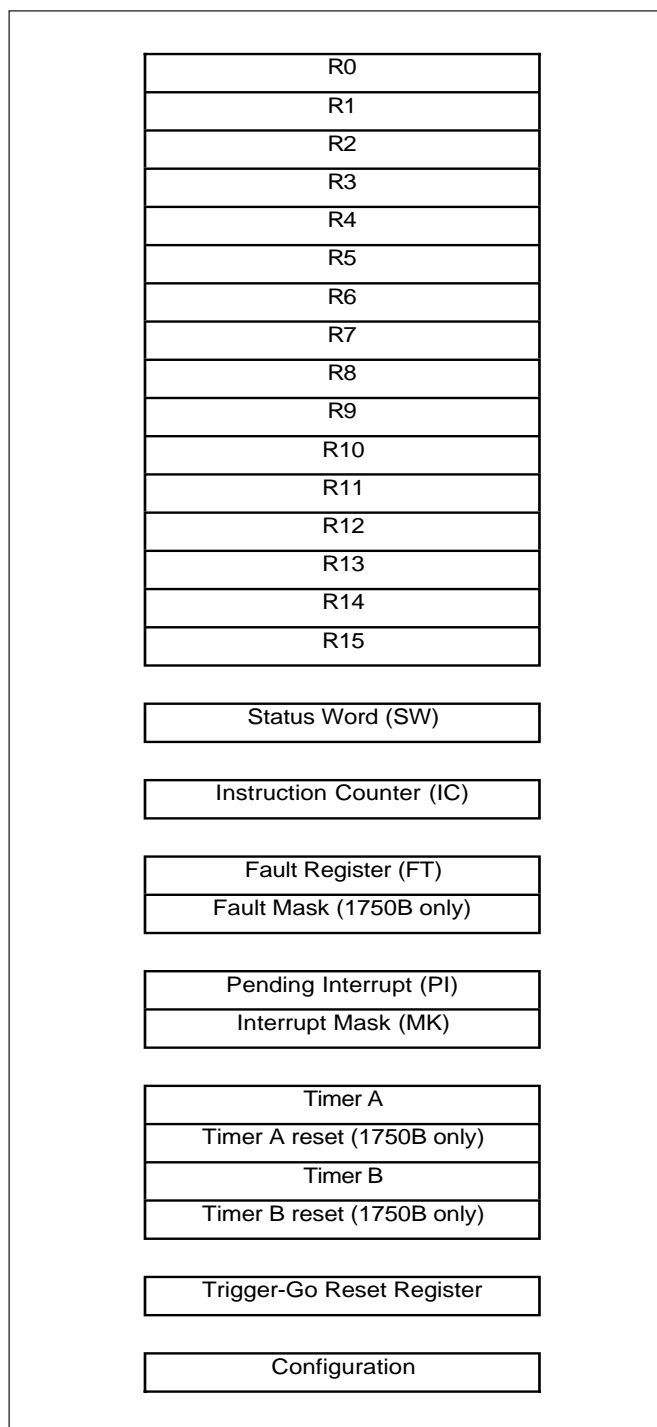 R0
R1
R2
R3
R4
R5
R6
R7
R8
R9
R10
R11
R12
R13
R14
R15
Status Word (SW)
Instruction Counter (IC)
Fault Register (FT)
Fault Mask (1750B only)
Pending Interrupt (PI)
Interrupt Mask (MK)
Timer A
Timer A reset (1750B only)
Timer B
Timer B reset (1750B only)
Trigger-Go Reset Register
Configuration